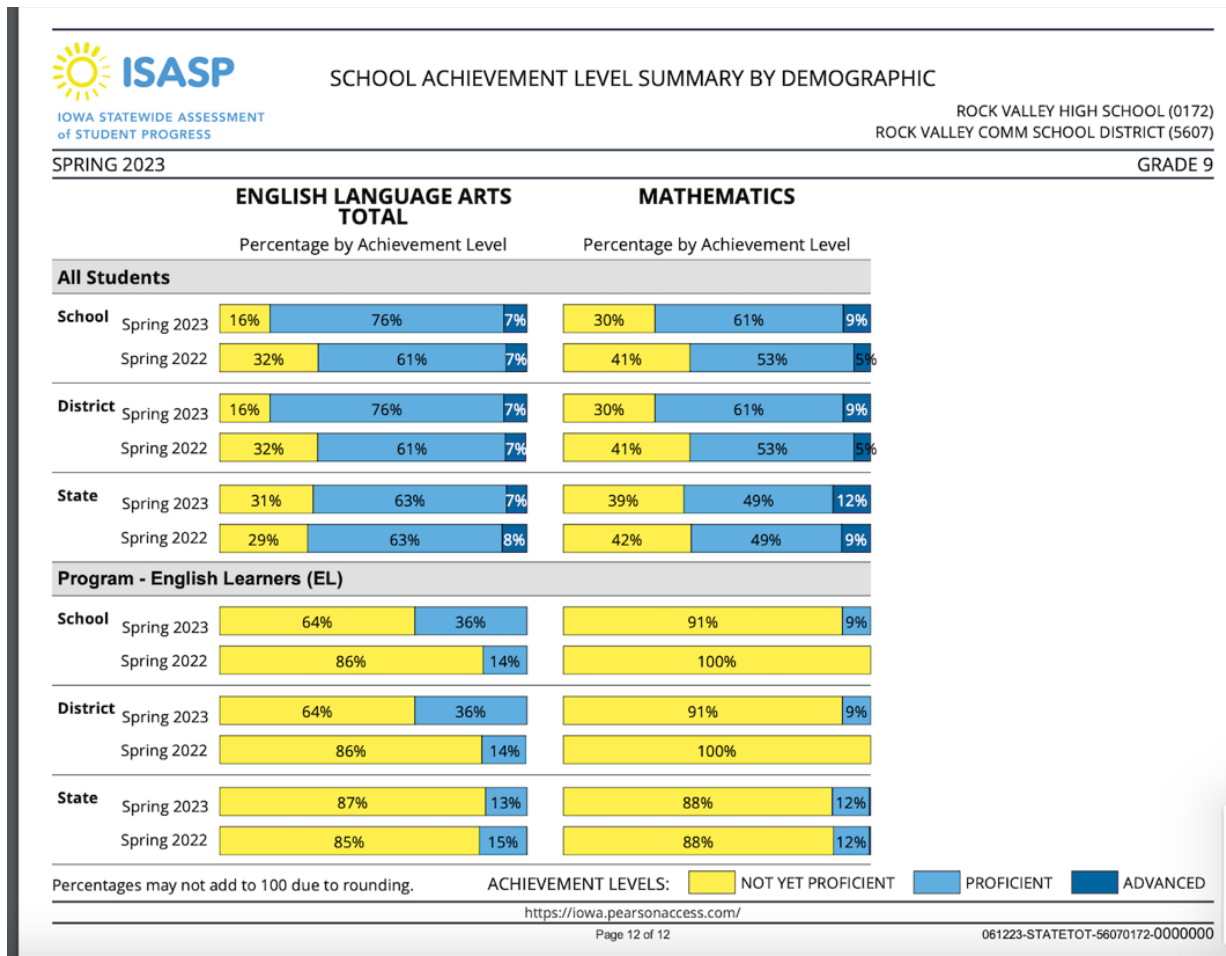 ISASP
IOWA STATEWIDE ASSESSMENT
of STUDENT PROGRESS
SCHOOL ACHIEVEMENT LEVEL SUMMARY BY DEMOGRAPHIC
ROCK VALLEY HIGH SCHOOL (0172)
ROCK VALLEY COMM SCHOOL DISTRICT (5607)
SPRING 2023 GRADE 9
ENGLISH LANGUAGE ARTS
TOTAL
MATHEMATICS
Percentage by Achievement Level Percentage by Achievement Level
All Students
School Spring 2023 16% 76% 7% 30% 61% 9%
Spring 2022 32% 61% 7% 41% 53% 5%
District Spring 2023 16% 76% 7% 30% 61% 9%
Spring 2022 32% 61% 7% 41% 53% 5%
State Spring 2023 31% 63% 7% 39% 49% 12%
Spring 2022 29% 63% 8% 42% 49% 9%
Program - English Learners (EL)
School Spring 2023 64% 36% 91% 9%
Spring 2022 86% 14% 100%
District Spring 2023 64% 36% 91% 9%
Spring 2022 86% 14% 100%
State Spring 2023 87% 13% 88% 12%
Spring 2022 85% 15% 88% 12%
Percentages may not add to 100 due to rounding. ACHIEVEMENT LEVELS: NOT YET PROFICIENT PROFICIENT ADVANCED
https://iowa.pearsonaccess.com/
Page 12 of 12 061223-STATETOT-56070172-0000000